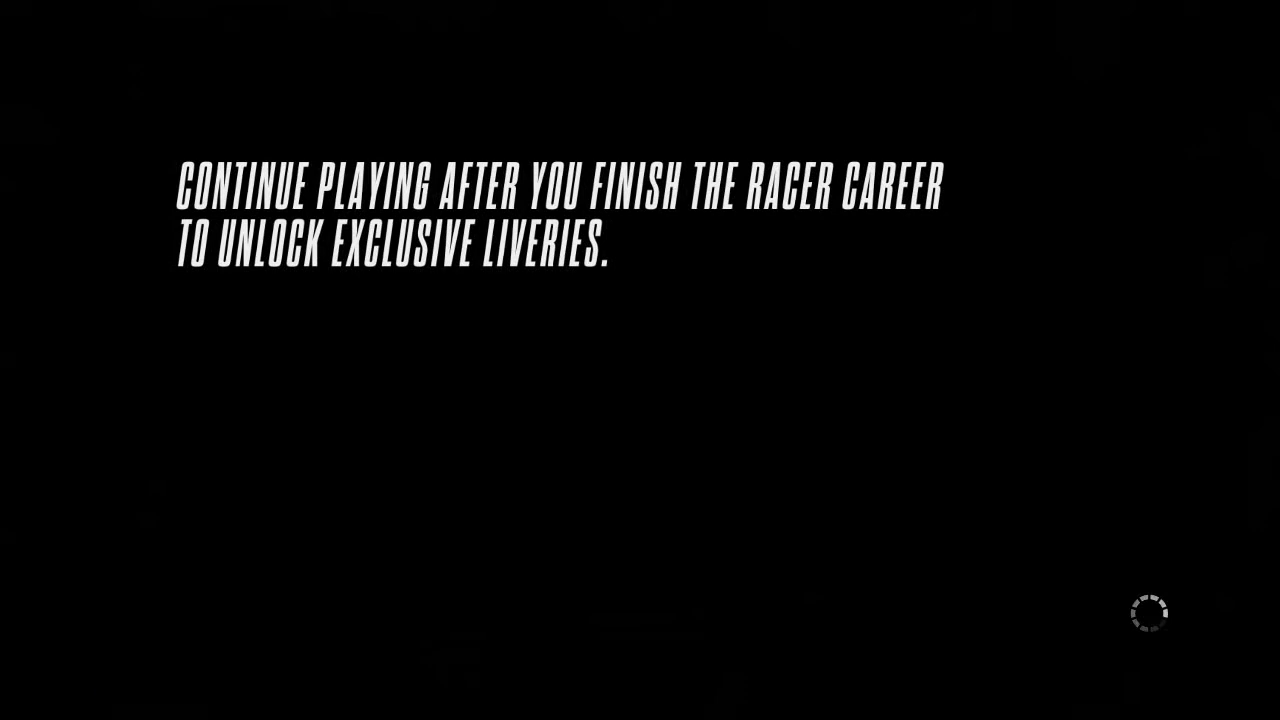 CONTINUE PLAYING AFTER YOU FINISH THE RACER CAREER
TO UNLOCK EXCLUSIVE LIVERIES.